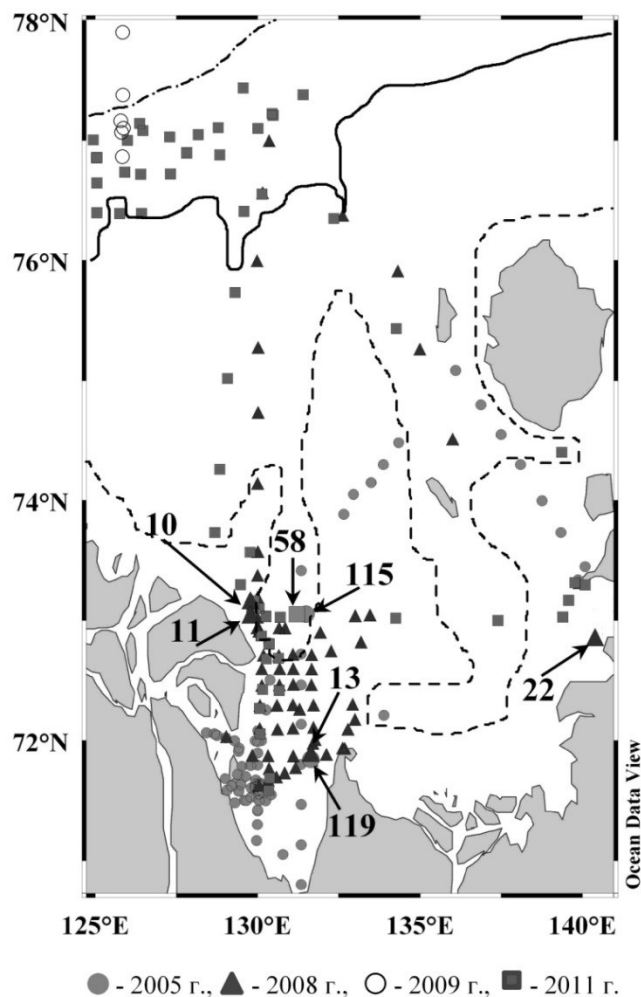 78°N
76°N
74°N
10
58
115
11
13
22
72°N
119
125°E 130°E 135°E 140°E
Ocean Data View
- 2005 г., - 2008 г., - 2009 г., - 2011 г.